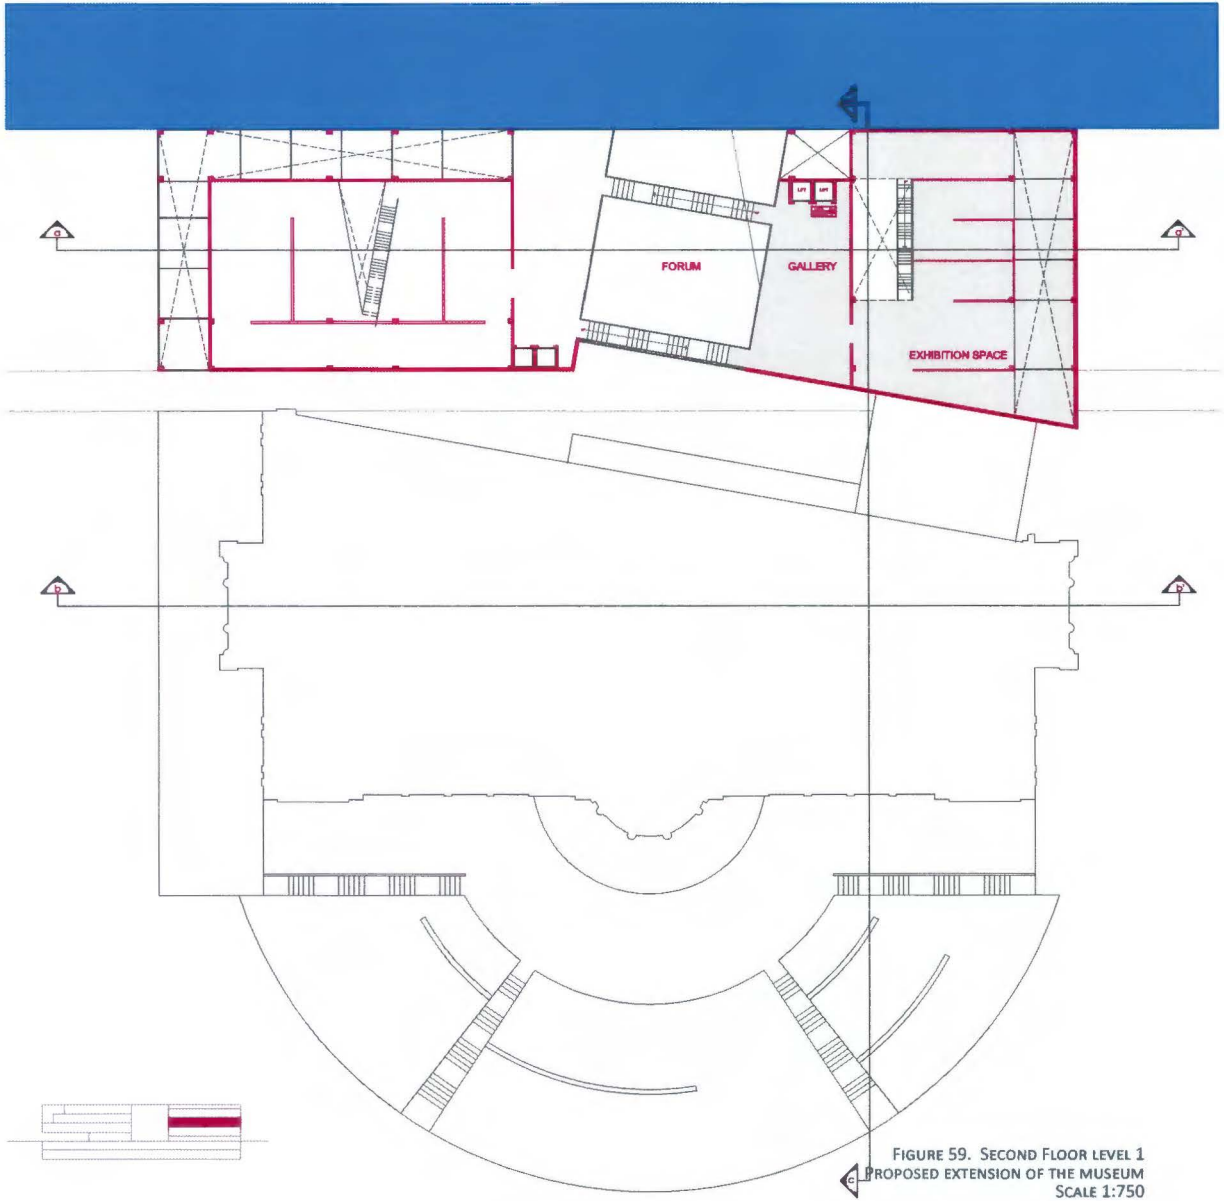 a
a'
LIFT LIFT
FORUM
GALLERY
EXHIBITION SPACE
b
b'
c
FIGURE 59. SECOND FLOOR LEVEL 1
PROPOSED EXTENSION OF THE MUSEUM
SCALE 1:750